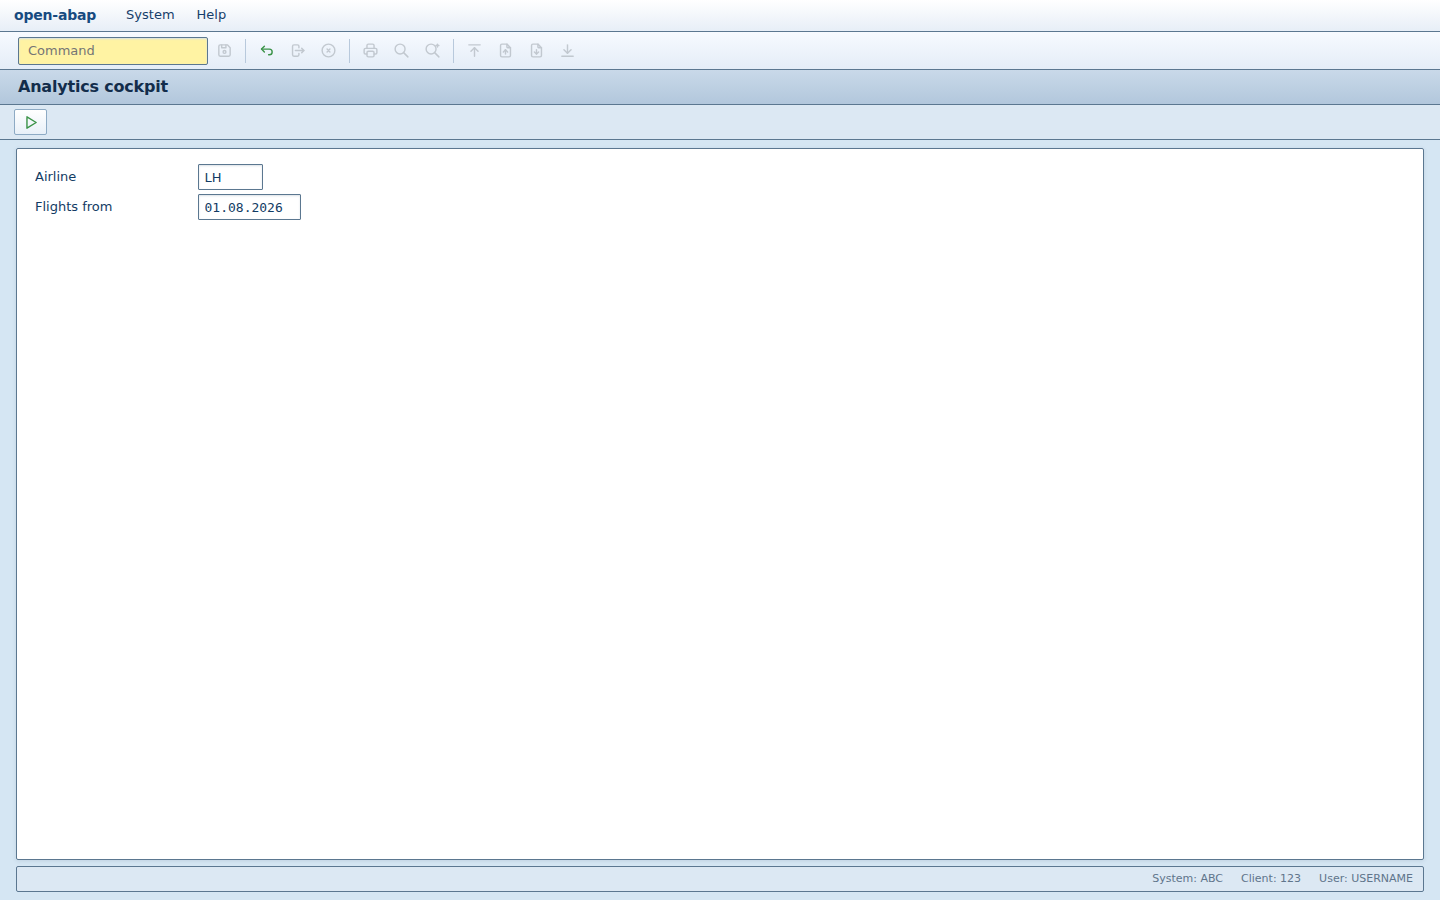 open-abap System Help
Command
Analytics cockpit
Airline LH
Flights from 01.08.2026
System: ABC Client: 123 User: USERNAME